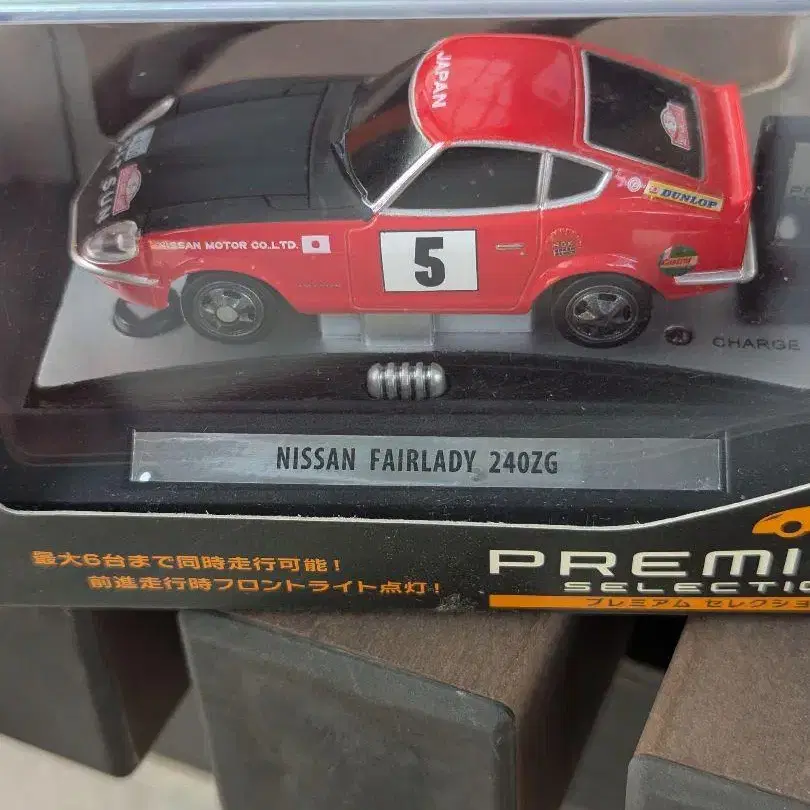 JAPAN
SUN
NISSAN MOTOR CO.LTD.
5
DUNLOP
CHARGE
NISSAN FAIRLADY 240ZG
最大6台まで同時走行可能!
前進走行時フロントライト点灯!
PREMI
SELECTIO
プレミアム セレクショ